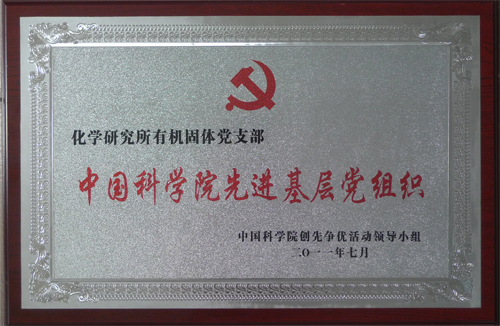 化学研究所有机固体党支部
中国科学院先进基层党组织
中国科学院创先争优活动领导小组
二〇一一年七月